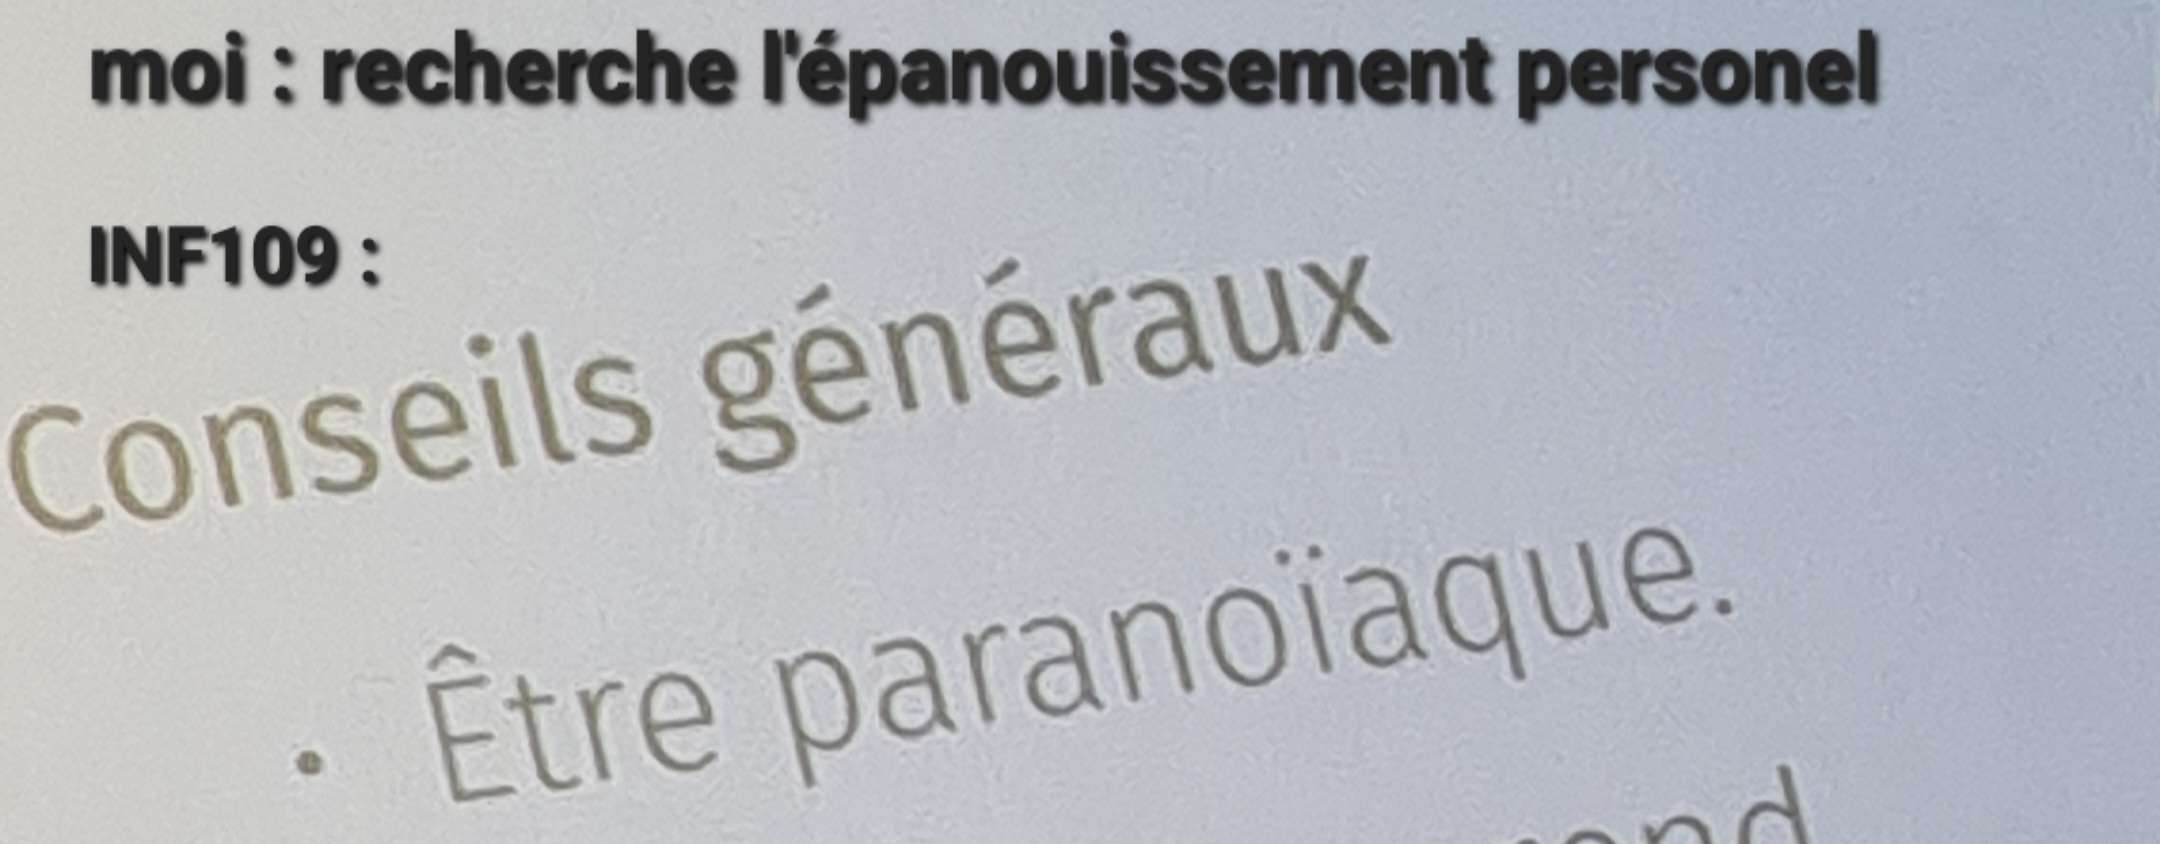 moi : recherche l'épanouissement personel
INF109 :
Conseils généraux
• Être paranoïaque.